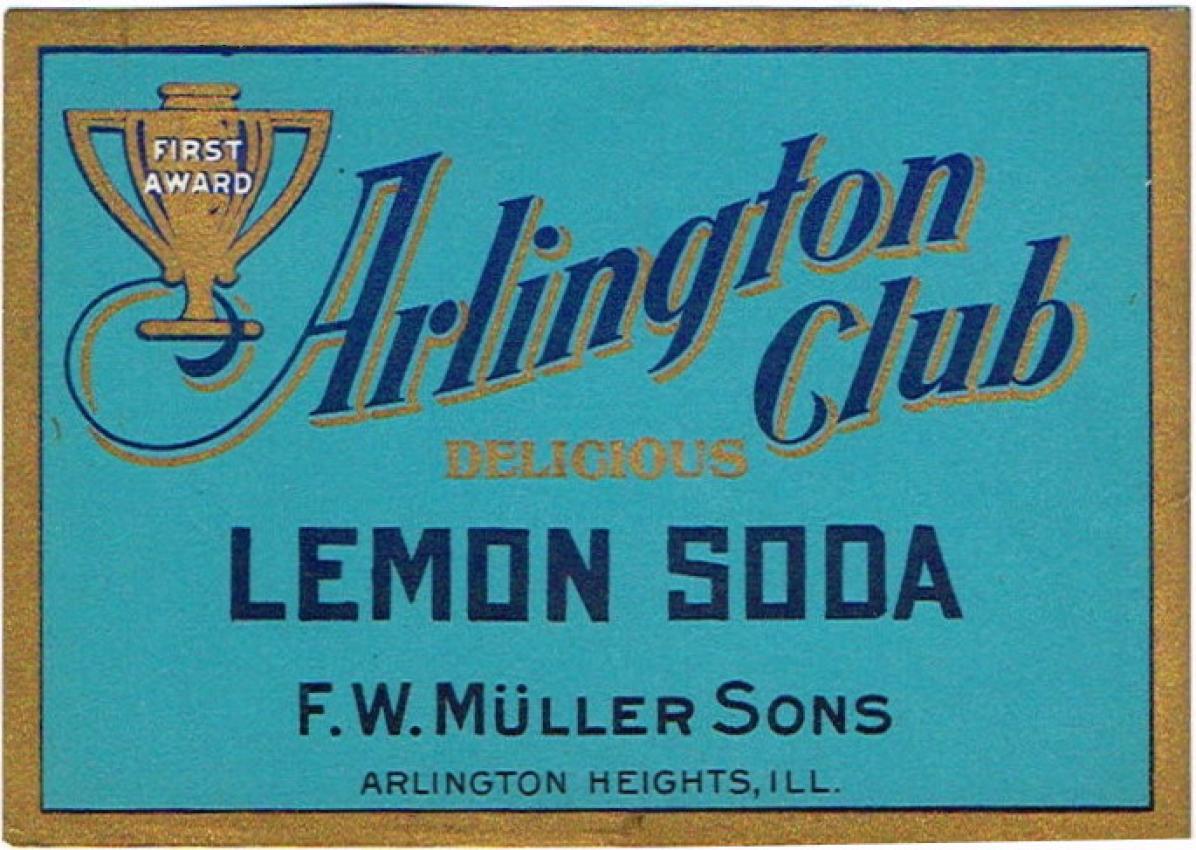 FIRST
AWARD
Arlington
Club
DELICIOUS
LEMON SODA
F.W. MÜLLER SONS
ARLINGTON HEIGHTS, ILL.